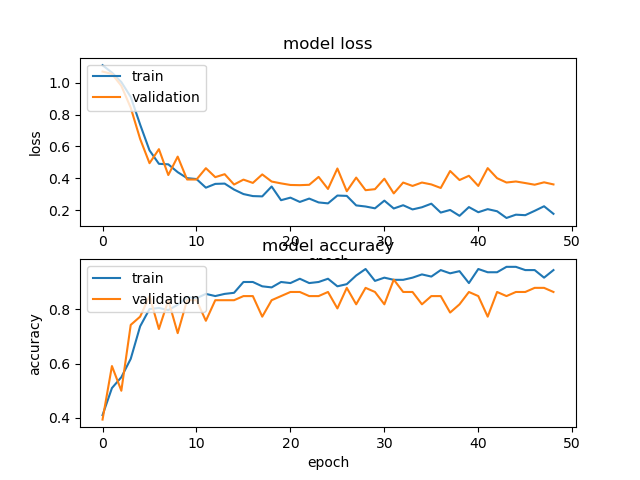 model loss
train
validation
1.0
0.8
0.6
0.4
0.2
loss
0 10 20 30 40 50
epoch
model accuracy
train
validation
0.8
0.6
0.4
accuracy
0 10 20 30 40 50
epoch